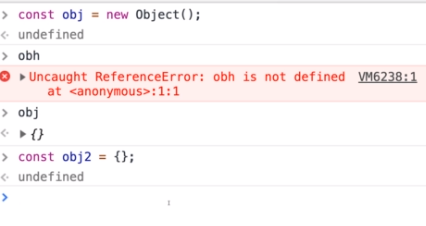 const obj = new Object();
undefined
obh
Uncaught ReferenceError: obh is not defined VM6238:1
at <anonymous>:1:1
obj
{}
const obj2 = {};
undefined